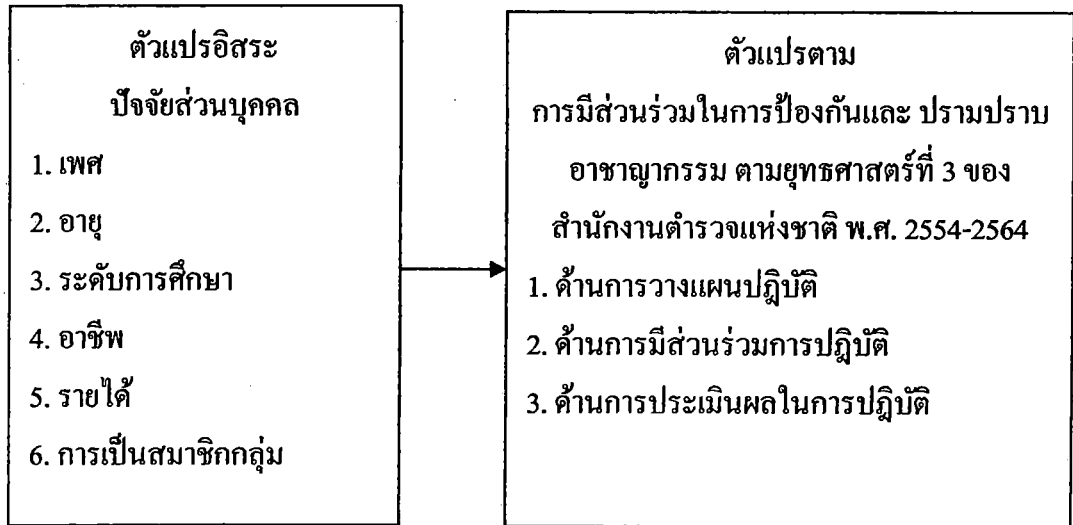 ตัวแปรอิสระ
ปัจจัยส่วนบุคคล
1. เพศ
2. อายุ
3. ระดับการศึกษา
4. อาชีพ
5. รายได้
6. การเป็นสมาชิกกลุ่ม
ตัวแปรตาม
การมีส่วนร่วมในการป้องกันและ ปรามปราบ
อาชาญากรรม ตามยุทธศาสตร์ที่ 3 ของ
สำนักงานตำรวจแห่งชาติ พ.ศ. 2554-2564
1. ด้านการวางแผนปฎิบัติ
2. ด้านการมีส่วนร่วมการปฎิบัติ
3. ด้านการประเมินผลในการปฎิบัติ